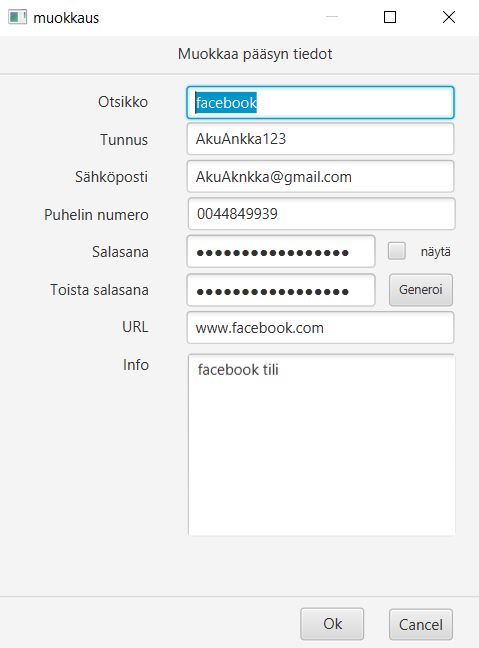 muokkaus
Muokkaa pääsyn tiedot
Otsikko facebook
Tunnus AkuAnkka123
Sähköposti AkuAknkka@gmail.com
Puhelin numero 0044849939
Salasana ●●●●●●●●●●●●●●●●● näytä
Toista salasana ●●●●●●●●●●●●●●●●● Generoi
URL www.facebook.com
Info facebook tili
Ok Cancel